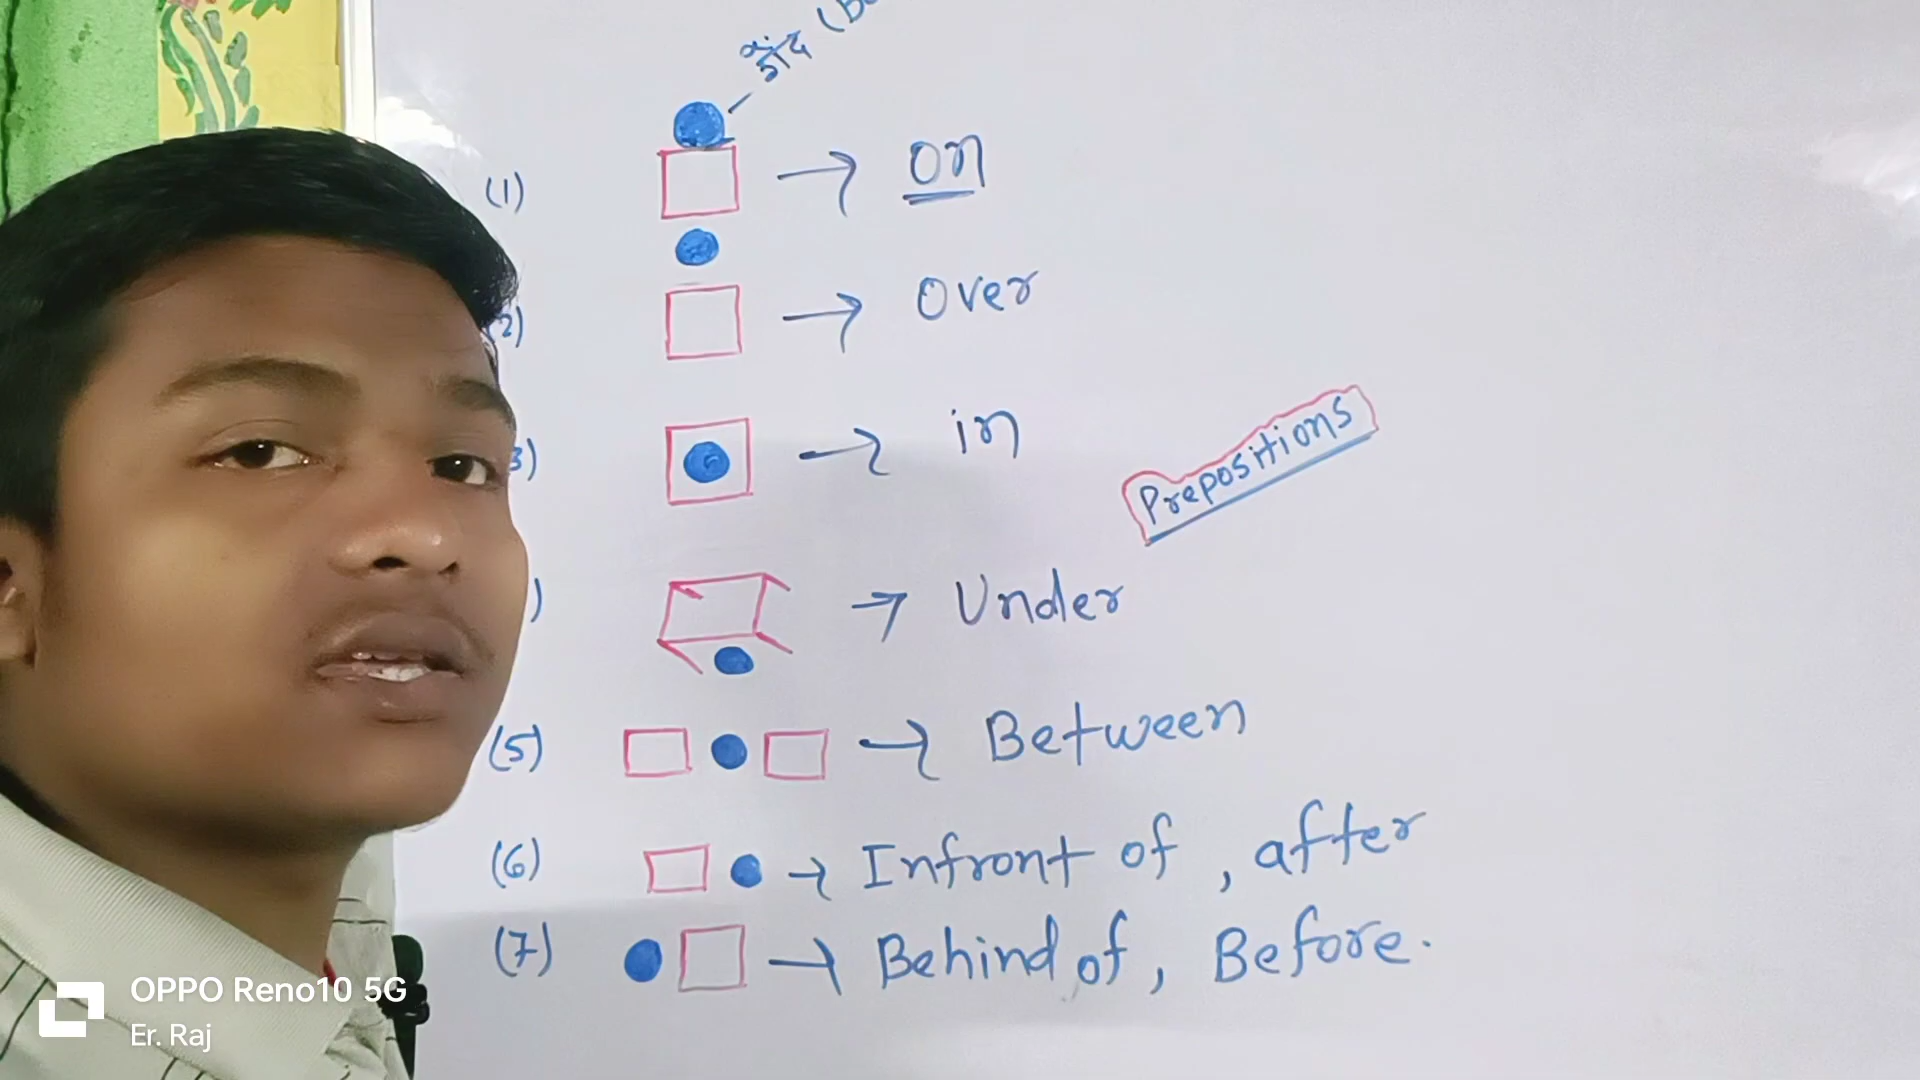 गेंद (B
(1) → on
(2) → Over
3) → in
Prepositions
) → Under
(5) → Between
(6) → Infront of , after
(7) → Behind of , Before.
OPPO Reno10 5G
Er. Raj